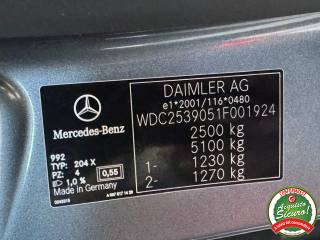 DAIMLER AG
e1*2001/116*0480
WDC2539051F001924
2500 kg
5100 kg
1- 1230 kg
2- 1270 kg
Mercedes-Benz
992
TYP: 204 X
PZ: 4 0,55
1,0 %
Made in Germany
Acquisto
Sicuro!